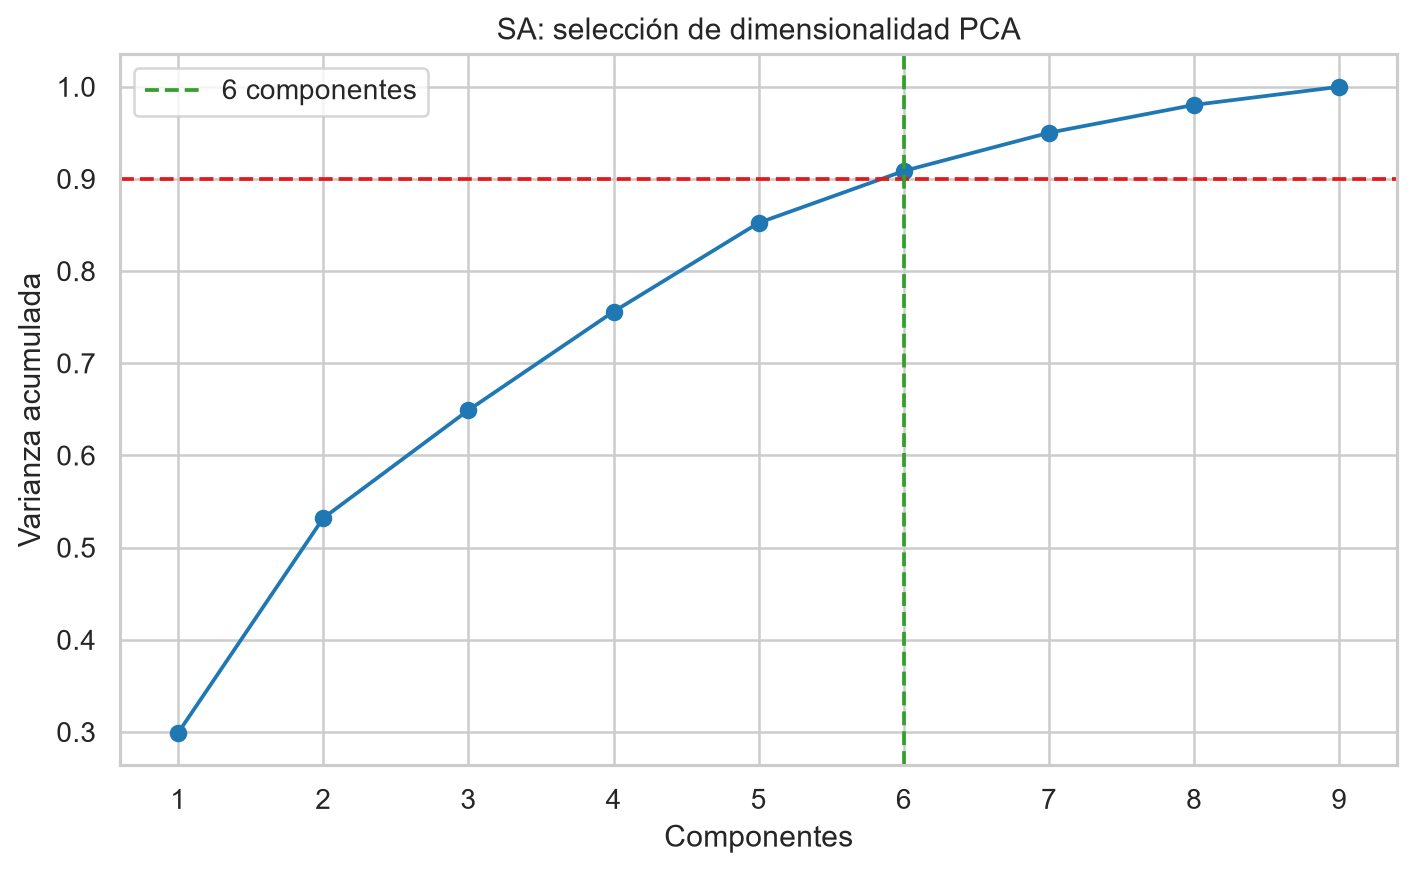 SA: selección de dimensionalidad PCA
6 componentes
1.0
0.9
0.8
0.7
0.6
0.5
0.4
0.3
Varianza acumulada
1 2 3 4 5 6 7 8 9
Componentes